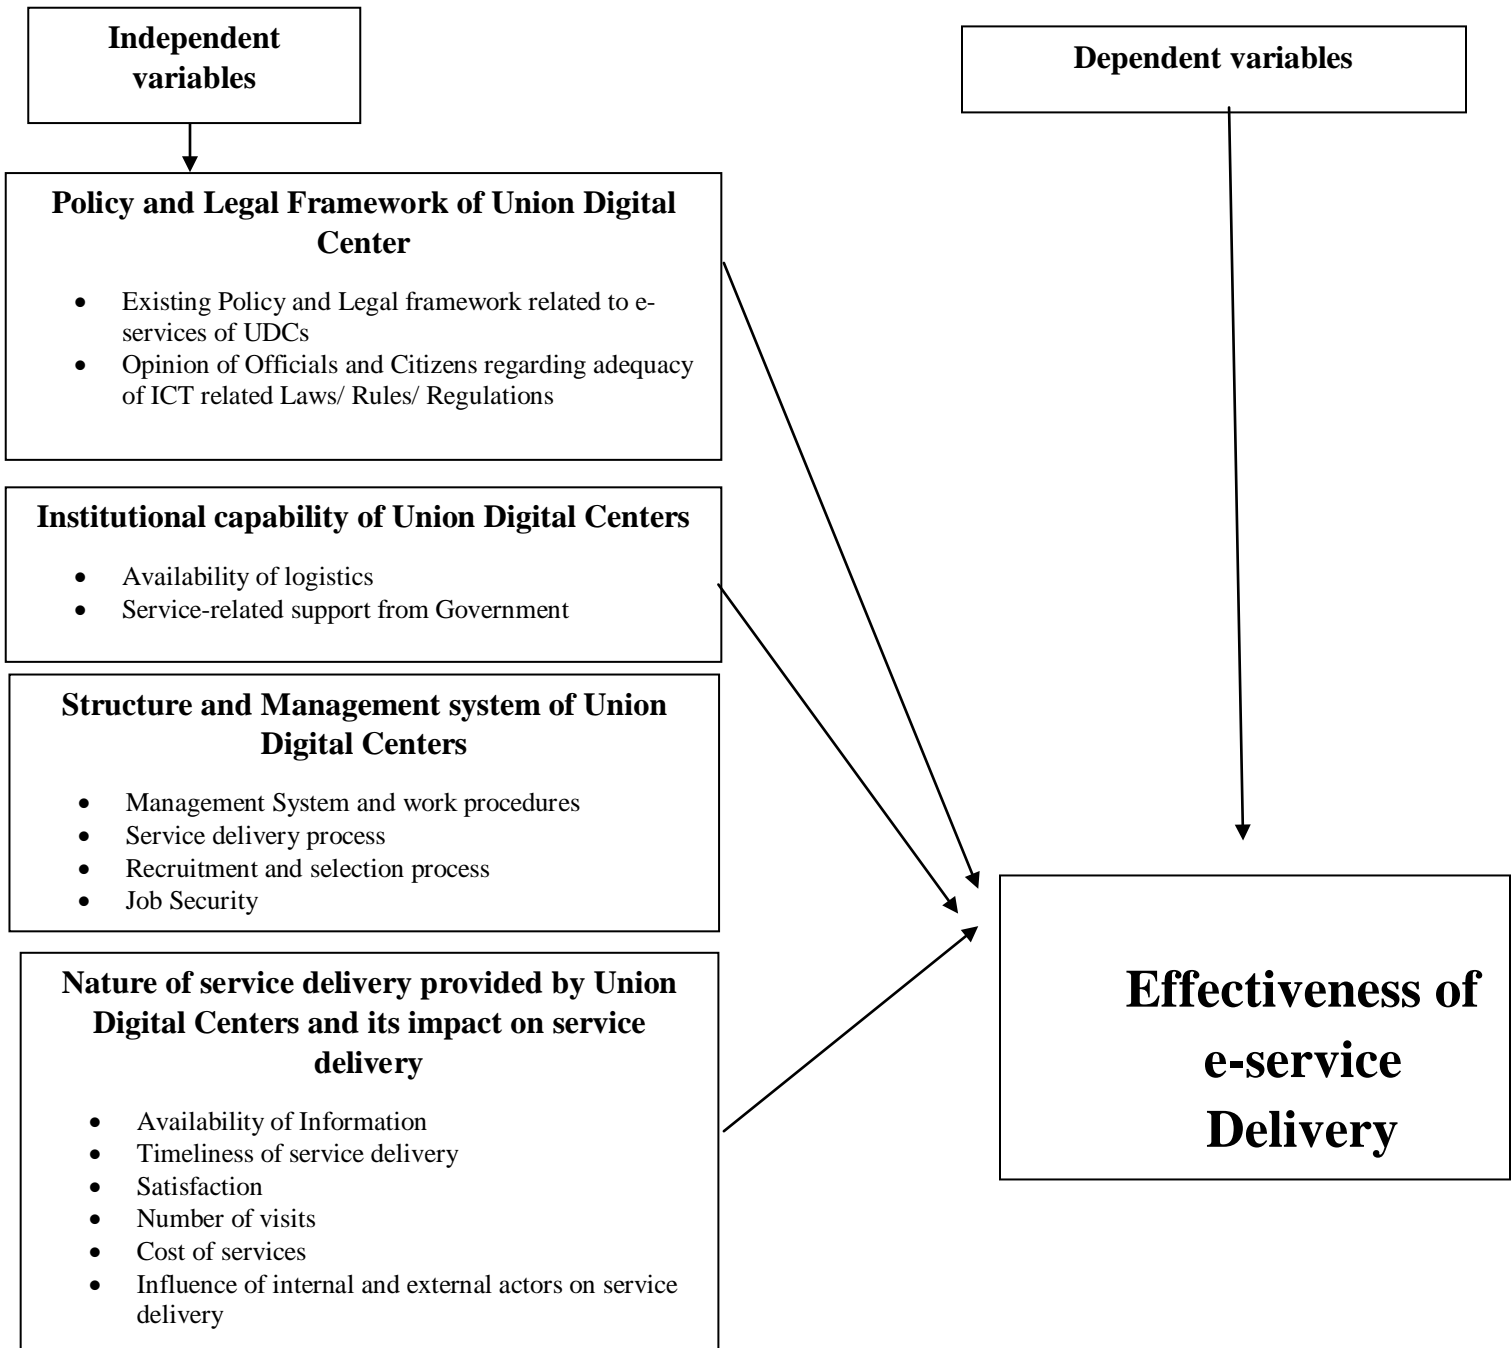 Independent
variables
Dependent variables
Policy and Legal Framework of Union Digital
Center
• Existing Policy and Legal framework related to e-
services of UDCs
• Opinion of Officials and Citizens regarding adequacy
of ICT related Laws/ Rules/ Regulations
Institutional capability of Union Digital Centers
• Availability of logistics
• Service-related support from Government
Structure and Management system of Union
Digital Centers
• Management System and work procedures
• Service delivery process
• Recruitment and selection process
• Job Security
Nature of service delivery provided by Union
Digital Centers and its impact on service
delivery
• Availability of Information
• Timeliness of service delivery
• Satisfaction
• Number of visits
• Cost of services
• Influence of internal and external actors on service
delivery
Effectiveness of
e-service
Delivery